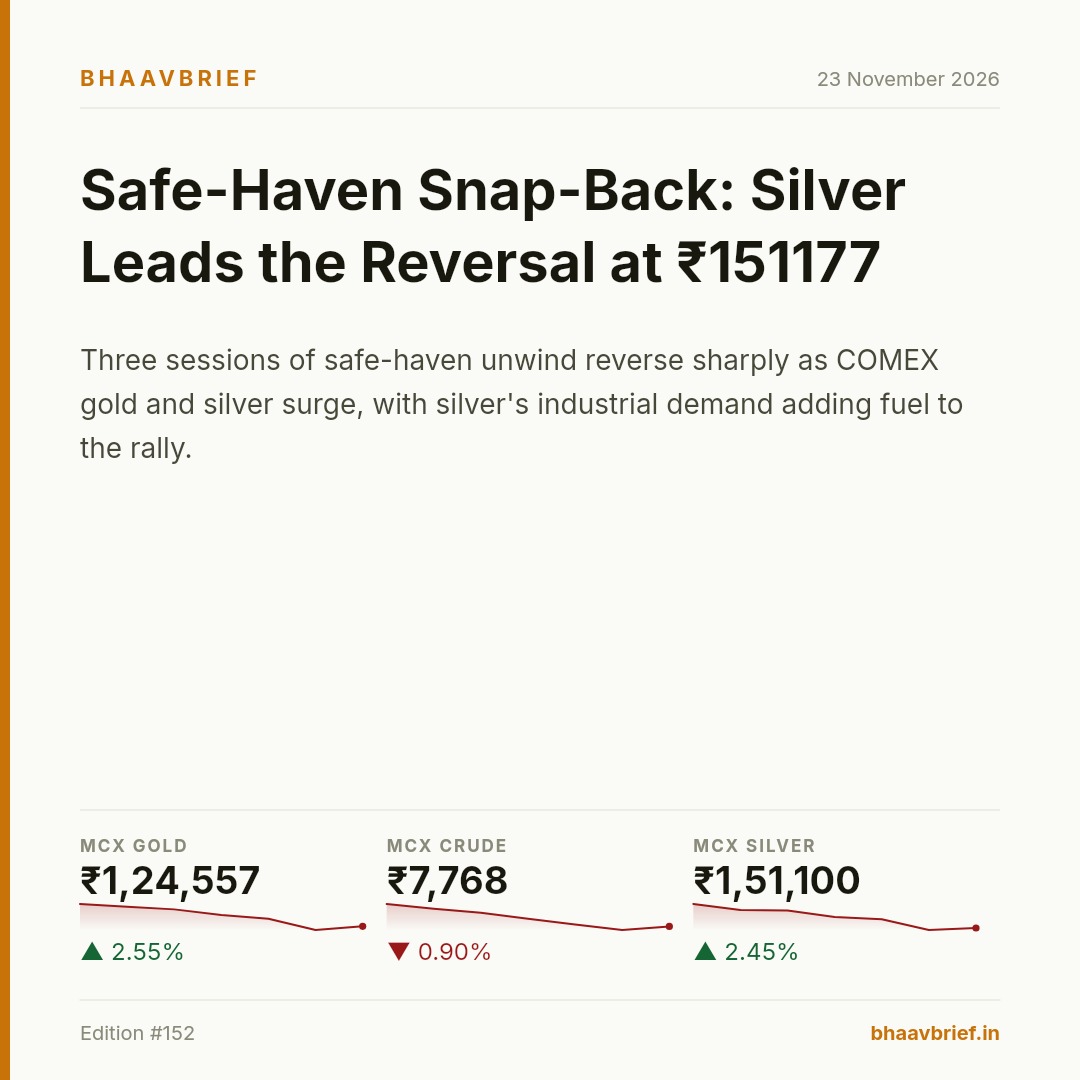 BHAAVBRIEF
23 November 2026
Safe-Haven Snap-Back: Silver
Leads the Reversal at ₹151177
Three sessions of safe-haven unwind reverse sharply as COMEX
gold and silver surge, with silver's industrial demand adding fuel to
the rally.
MCX GOLD
₹1,24,557
▲ 2.55%
MCX CRUDE
₹7,768
▼ 0.90%
MCX SILVER
₹1,51,100
▲ 2.45%
Edition #152
bhaavbrief.in